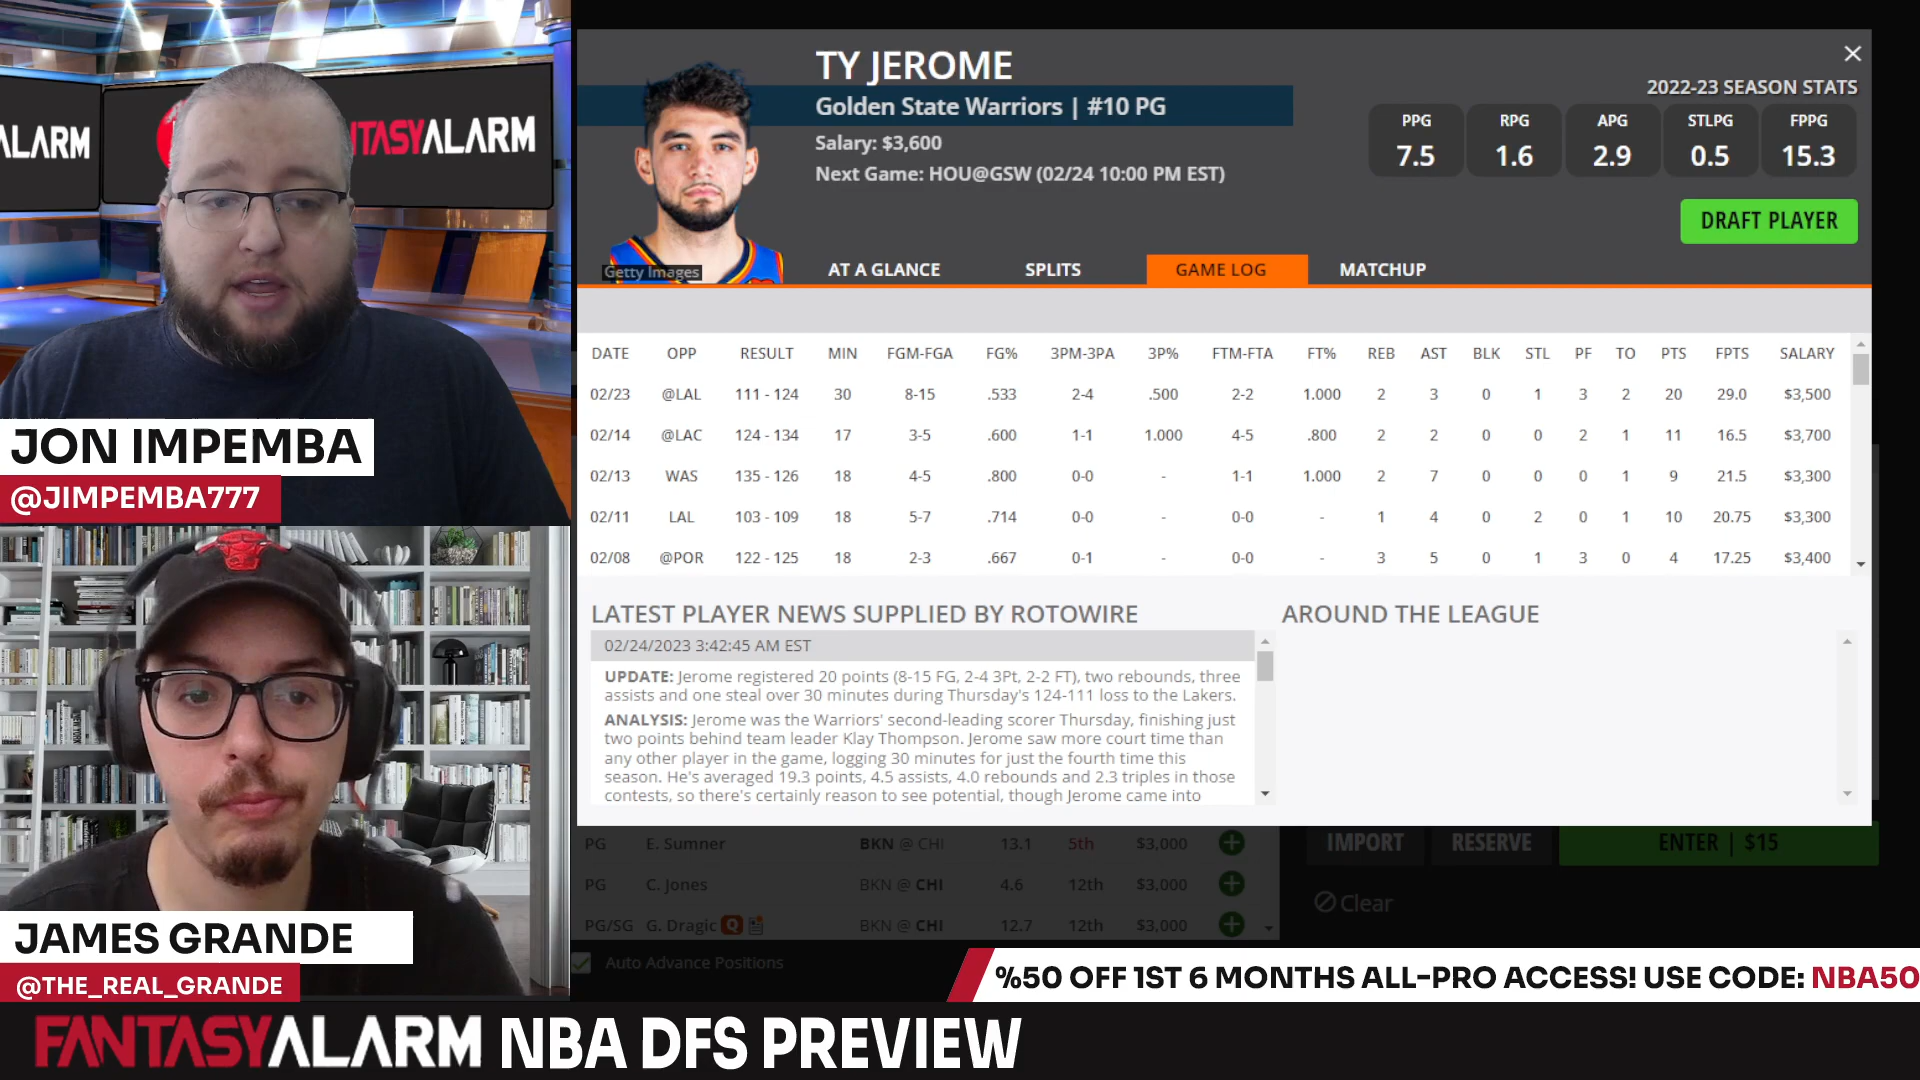 ALARM
FANTASYALARM
JON IMPEMBA
@JIMPEMBA777
JAMES GRANDE
@THE_REAL_GRANDE
TY JEROME
Golden State Warriors | #10 PG
Salary: $3,600
Next Game: HOU@GSW (02/24 10:00 PM EST)
Getty Images
2022-23 SEASON STATS
PPG RPG APG STLPG FPPG
7.5 1.6 2.9 0.5 15.3
DRAFT PLAYER
AT A GLANCE SPLITS GAME LOG MATCHUP
DATE OPP RESULT MIN FGM-FGA FG% 3PM-3PA 3P% FTM-FTA FT% REB AST BLK STL PF TO PTS FPTS SALARY
02/23 @LAL 111 - 124 30 8-15 .533 2-4 .500 2-2 1.000 2 3 0 1 3 2 20 29.0 $3,500
02/14 @LAC 124 - 134 17 3-5 .600 1-1 1.000 4-5 .800 2 2 0 0 2 1 11 16.5 $3,700
02/13 WAS 135 - 126 18 4-5 .800 0-0 - 1-1 1.000 2 7 0 0 0 1 9 21.5 $3,300
02/11 LAL 103 - 109 18 5-7 .714 0-0 - 0-0 - 1 4 0 2 0 1 10 20.75 $3,300
02/08 @POR 122 - 125 18 2-3 .667 0-1 - 0-0 - 3 5 0 1 3 0 4 17.25 $3,400
LATEST PLAYER NEWS SUPPLIED BY ROTOWIRE
AROUND THE LEAGUE
02/24/2023 3:42:45 AM EST
UPDATE: Jerome registered 20 points (8-15 FG, 2-4 3Pt, 2-2 FT), two rebounds, three
assists and one steal over 30 minutes during Thursday's 124-111 loss to the Lakers.
ANALYSIS: Jerome was the Warriors' second-leading scorer Thursday, finishing just
two points behind team leader Klay Thompson. Jerome saw more court time than
any other player in the game, logging 30 minutes for just the fourth time this
season. He's averaged 19.3 points, 4.5 assists, 4.0 rebounds and 2.3 triples in those
contests, so there's certainly reason to see potential, though Jerome came into
PG E. Sumner BKN @ CHI 13.1 5th $3,000
PG C. Jones BKN @ CHI 4.6 12th $3,000
PG/SG G. Dragic Q BKN @ CHI 12.7 12th $3,000
IMPORT RESERVE ENTER | $15
Clear
Auto Advance Positions
%50 OFF 1ST 6 MONTHS ALL-PRO ACCESS! USE CODE: NBA50
FANTASYALARM NBA DFS PREVIEW